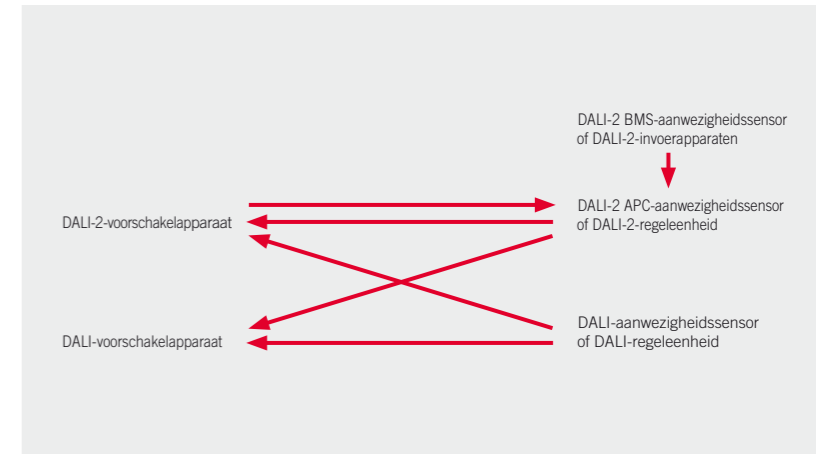 DALI-2 BMS-aanwezigheidssensor
of DALI-2-invoerapparaten
DALI-2-voorschakelapparaat
DALI-2 APC-aanwezigheidssensor
of DALI-2-regeleenheid
DALI-voorschakelapparaat
DALI-aanwezigheidssensor
of DALI-regeleenheid